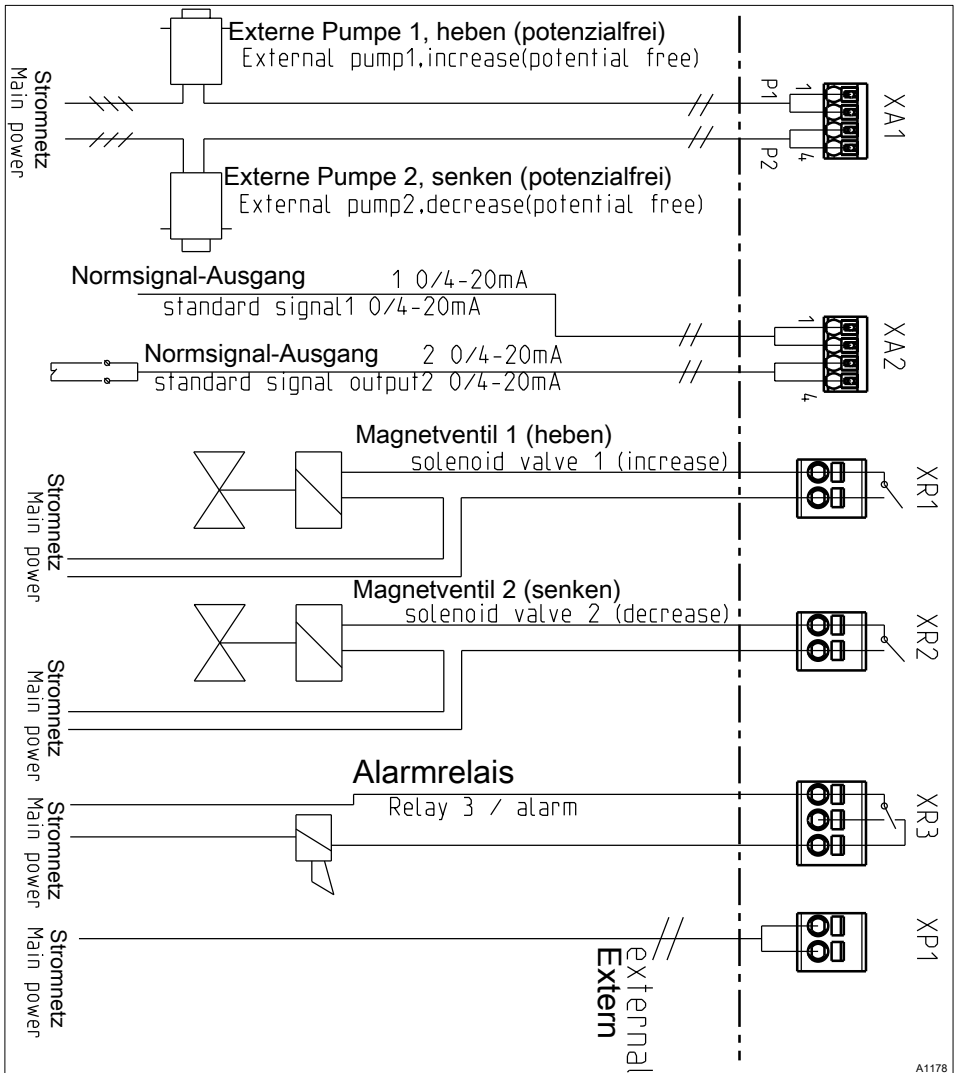 Externe Pumpe 1, heben (potenzialfrei)
External pump1,increase(potential free)
Stromnetz
Main power
P1
1
XA1
P2
4
Externe Pumpe 2, senken (potenzialfrei)
External pump2,decrease(potential free)
Normsignal-Ausgang 1 0/4-20mA
standard signal1 0/4-20mA
1
XA2
Normsignal-Ausgang 2 0/4-20mA
standard signal output2 0/4-20mA
4
Magnetventil 1 (heben)
solenoid valve 1 (increase)
XR1
Stromnetz
Main power
Magnetventil 2 (senken)
solenoid valve 2 (decrease)
XR2
Stromnetz
Main power
Alarmrelais
Relay 3 / alarm
XR3
Stromnetz
Main power
XP1
Stromnetz
Main power
external
Extern
A1178